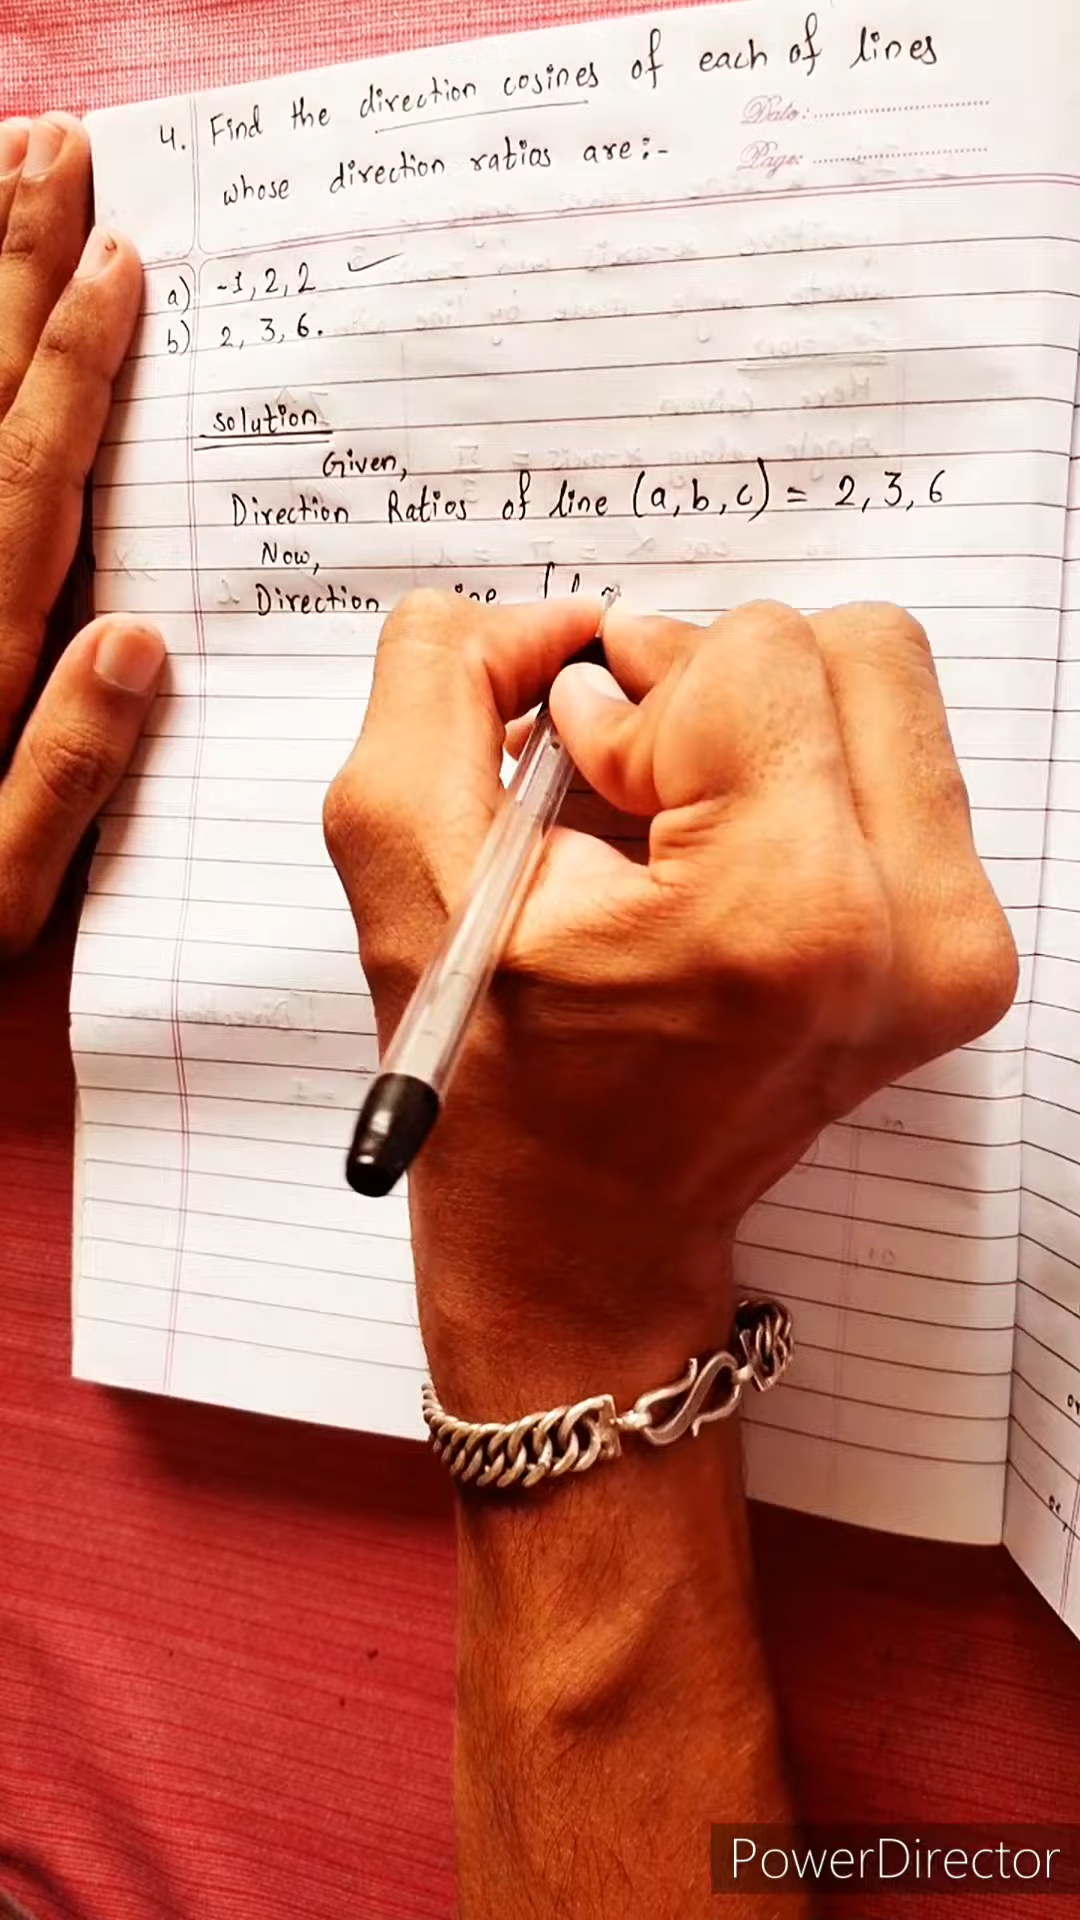 4. Find the direction cosines of each of lines
Date:
whose direction ratios are:-
Page:
a) -1, 2, 2
b) 2, 3, 6.
Solution
Given,
Direction Ratios of line (a, b, c) = 2, 3, 6
Now,
Direction
PowerDirector